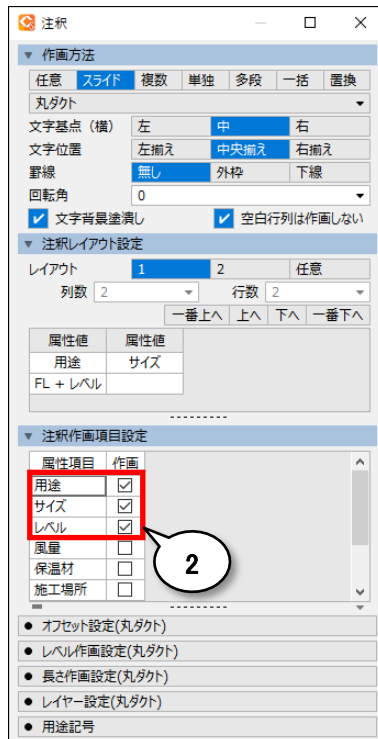 注釈
作画方法
任意 スライド 複数 単独 多段 一括 置換
丸ダクト
文字基点（横） 左 中 右
文字位置 左揃え 中央揃え 右揃え
罫線 無し 外枠 下線
回転角 0
文字背景塗潰し 空白行列は作画しない
注釈レイアウト設定
レイアウト 1 2 任意
列数 2 行数 2
一番上へ 上へ 下へ 一番下へ
属性値 属性値
用途 サイズ
FL + レベル
注釈作画項目設定
属性項目 作画
用途
サイズ
レベル
風量
保温材
施工場所
2
オフセット設定(丸ダクト)
レベル作画設定(丸ダクト)
長さ作画設定(丸ダクト)
レイヤー設定(丸ダクト)
用途記号